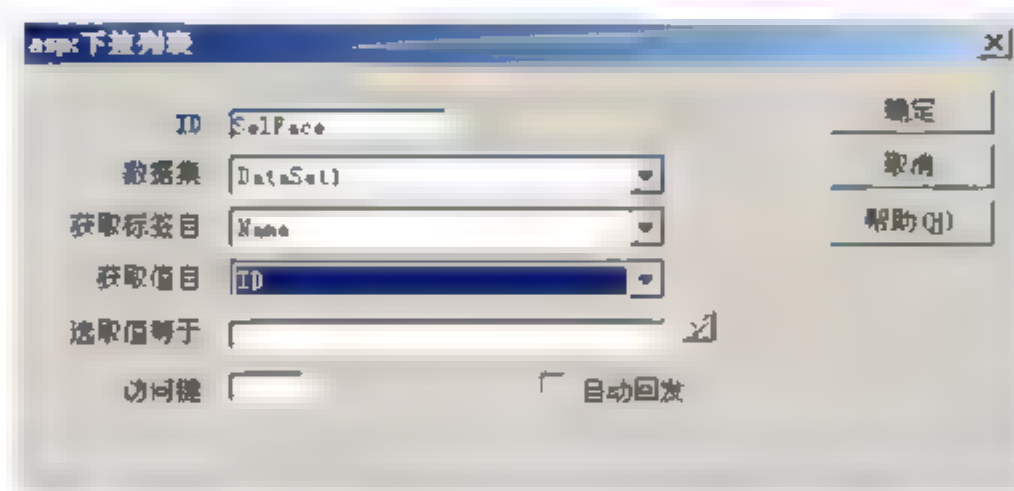 asp:下拉列表
ID SelFace
确定
数据集 DataSet1
取消
获取标签自 Name
帮助(H)
获取值自 ID
选取值等于
访问键 自动回发